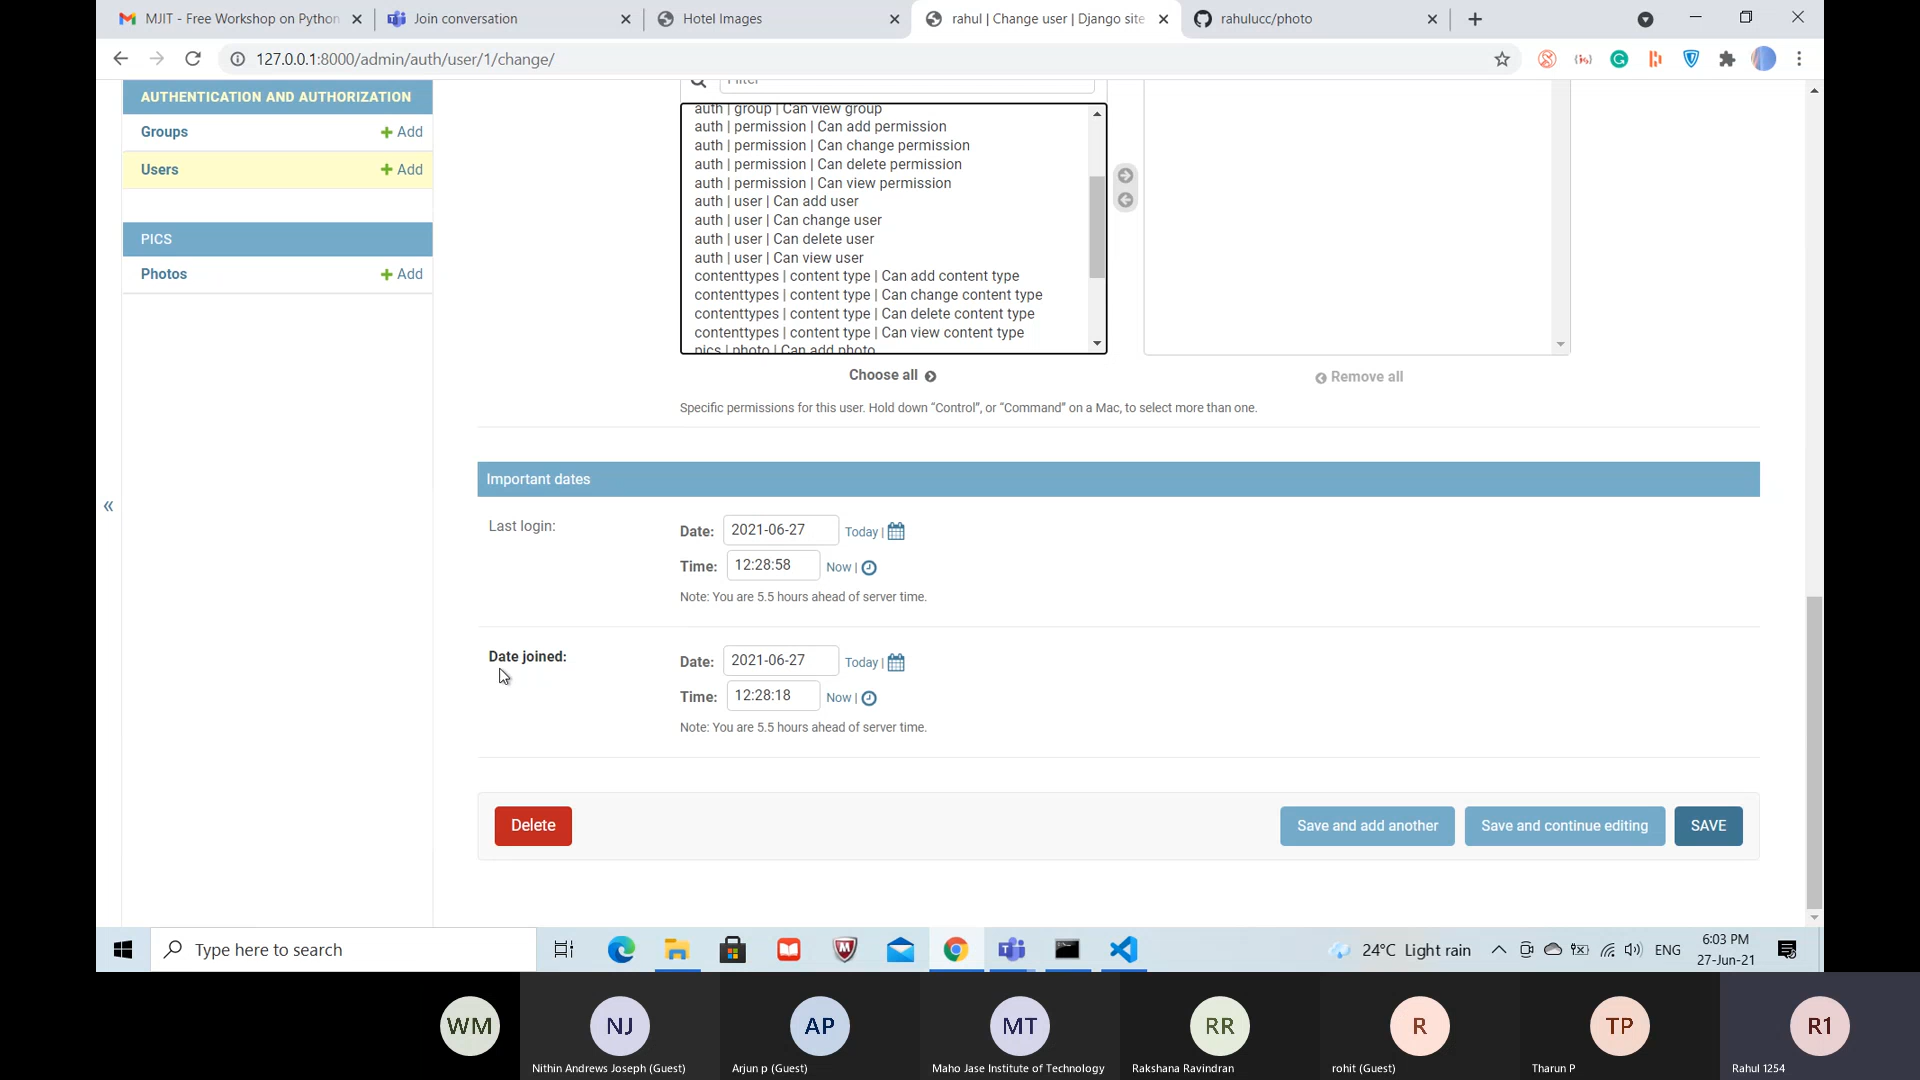 MJIT - Free Workshop on Python
Join conversation
Hotel Images
rahul | Change user | Django site
rahulucc/photo
127.0.0.1:8000/admin/auth/user/1/change/
AUTHENTICATION AND AUTHORIZATION
Groups
Add
Users
Add
PICS
Photos
Add
Filter
auth | group | Can view group
auth | permission | Can add permission
auth | permission | Can change permission
auth | permission | Can delete permission
auth | permission | Can view permission
auth | user | Can add user
auth | user | Can change user
auth | user | Can delete user
auth | user | Can view user
contenttypes | content type | Can add content type
contenttypes | content type | Can change content type
contenttypes | content type | Can delete content type
contenttypes | content type | Can view content type
pics | photo | Can add photo
Choose all
Remove all
Specific permissions for this user. Hold down “Control”, or “Command” on a Mac, to select more than one.
«
Important dates
Last login:
Date: 2021-06-27 Today |
Time: 12:28:58 Now |
Note: You are 5.5 hours ahead of server time.
Date joined:
Date: 2021-06-27 Today |
Time: 12:28:18 Now |
Note: You are 5.5 hours ahead of server time.
Delete
Save and add another
Save and continue editing
SAVE
Type here to search
24°C Light rain
ENG
6:03 PM
27-Jun-21
WM
NJ
AP
MT
RR
R
TP
R1
Nithin Andrews Joseph (Guest)
Arjun p (Guest)
Maho Jase Institute of Technology
Rakshana Ravindran
rohit (Guest)
Tharun P
Rahul 1254